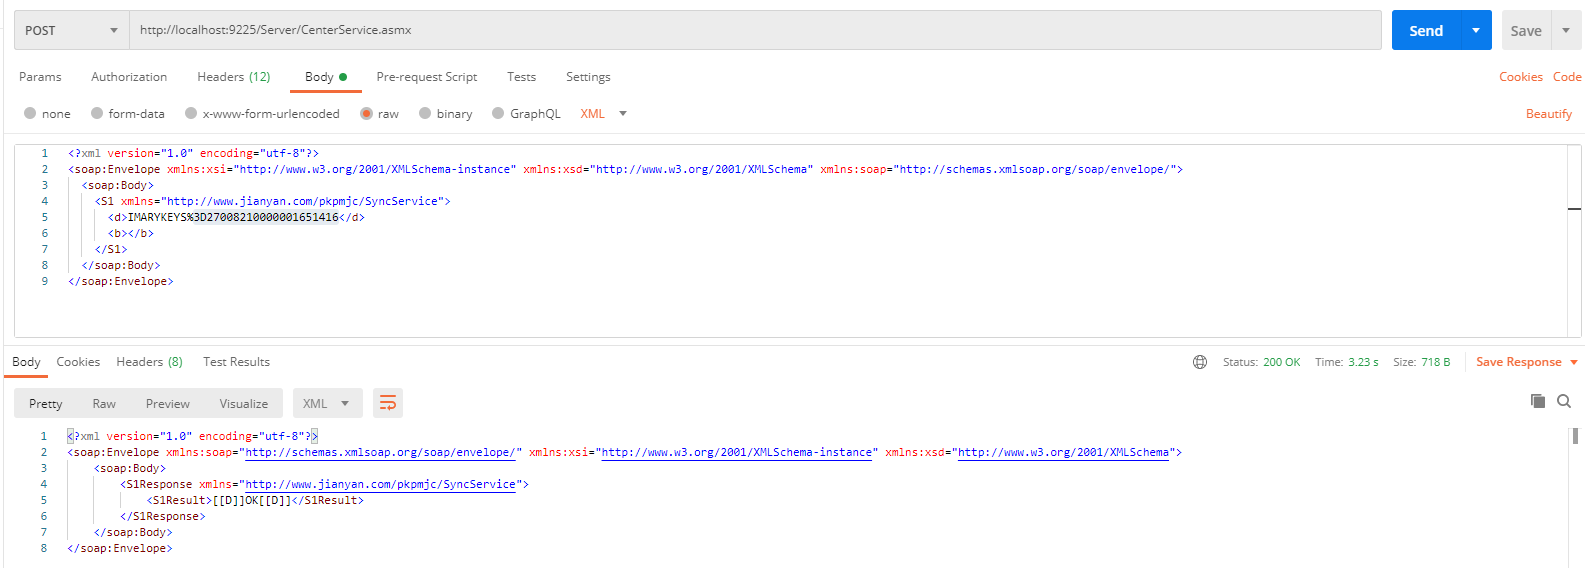 POST http://localhost:9225/Server/CenterService.asmx Send Save
Params Authorization Headers (12) Body Pre-request Script Tests Settings Cookies Code
none form-data x-www-form-urlencoded raw binary GraphQL XML Beautify
1 <?xml version="1.0" encoding="utf-8"?>
2 <soap:Envelope xmlns:xsi="http://www.w3.org/2001/XMLSchema-instance" xmlns:xsd="http://www.w3.org/2001/XMLSchema" xmlns:soap="http://schemas.xmlsoap.org/soap/envelope/">
3 <soap:Body>
4 <S1 xmlns="http://www.jianyan.com/pkpmjc/SyncService">
5 <d>IMARYKEYS%3D27008210000001651416</d>
6 <b></b>
7 </S1>
8 </soap:Body>
9 </soap:Envelope>
Body Cookies Headers (8) Test Results Status: 200 OK Time: 3.23 s Size: 718 B Save Response
Pretty Raw Preview Visualize XML
1 <?xml version="1.0" encoding="utf-8"?>
2 <soap:Envelope xmlns:soap="http://schemas.xmlsoap.org/soap/envelope/" xmlns:xsi="http://www.w3.org/2001/XMLSchema-instance" xmlns:xsd="http://www.w3.org/2001/XMLSchema">
3 <soap:Body>
4 <S1Response xmlns="http://www.jianyan.com/pkpmjc/SyncService">
5 <S1Result>[[D]]OK[[D]]</S1Result>
6 </S1Response>
7 </soap:Body>
8 </soap:Envelope>